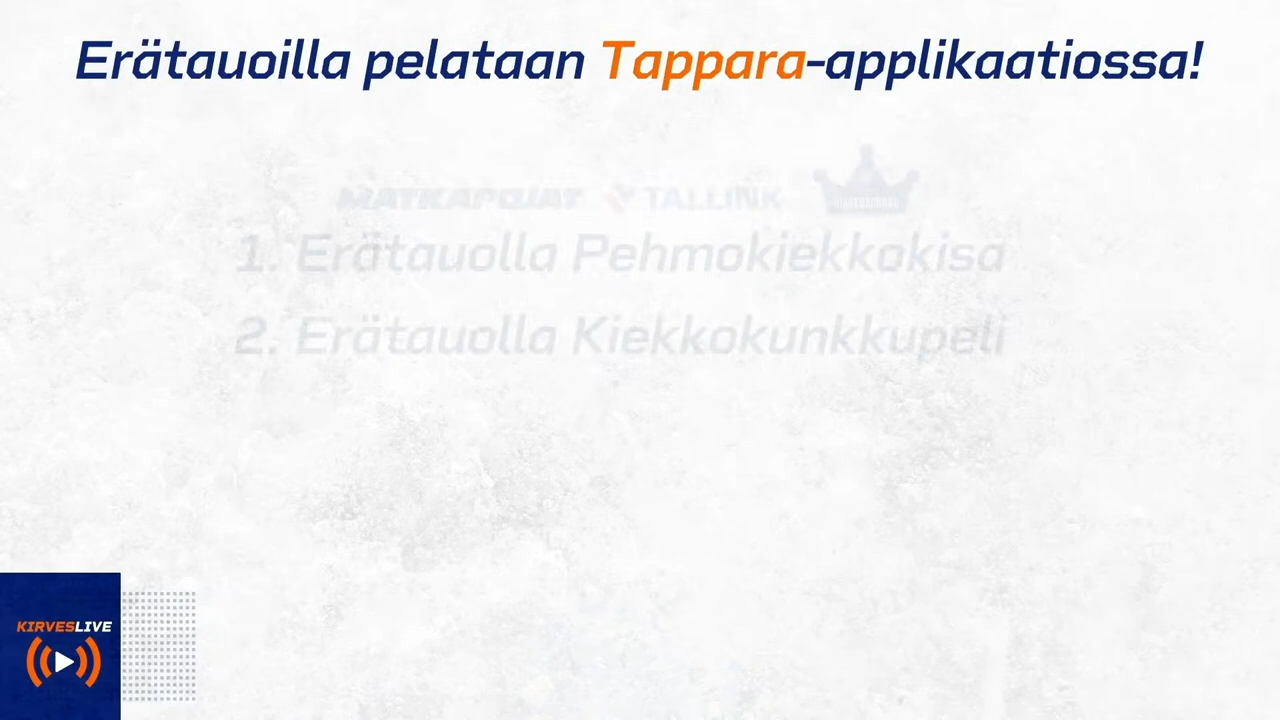 Erätauoilla pelataan Tappara-applikaatiossa!
MATKAPOJAT TALLINK
1. Erätauolla Pehmokiekkokisa
2. Erätauolla Kiekkokunkkupeli
KIRVESLIVE